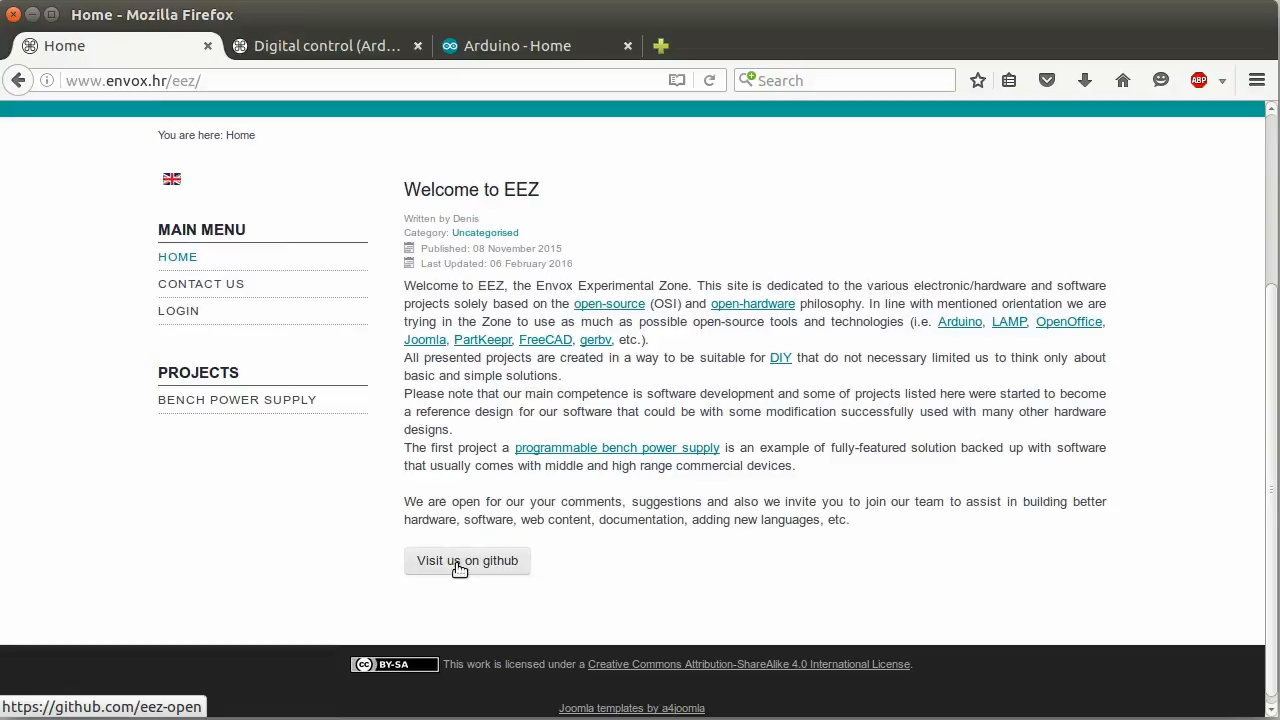 Home - Mozilla Firefox
Home
Digital control (Ard...
Arduino - Home
www.envox.hr/eez/
Search
ABP
You are here: Home
MAIN MENU
HOME
CONTACT US
LOGIN
PROJECTS
BENCH POWER SUPPLY
Welcome to EEZ
Written by Denis
Category: Uncategorised
Published: 08 November 2015
Last Updated: 06 February 2016
Welcome to EEZ, the Envox Experimental Zone. This site is dedicated to the various electronic/hardware and software
projects solely based on the open-source (OSI) and open-hardware philosophy. In line with mentioned orientation we are
trying in the Zone to use as much as possible open-source tools and technologies (i.e. Arduino, LAMP, OpenOffice,
Joomla, PartKeepr, FreeCAD, gerbv, etc.).
All presented projects are created in a way to be suitable for DIY that do not necessary limited us to think only about
basic and simple solutions.
Please note that our main competence is software development and some of projects listed here were started to become
a reference design for our software that could be with some modification successfully used with many other hardware
designs.
The first project a programmable bench power supply is an example of fully-featured solution backed up with software
that usually comes with middle and high range commercial devices.
We are open for our your comments, suggestions and also we invite you to join our team to assist in building better
hardware, software, web content, documentation, adding new languages, etc.
Visit us on github
cc BY-SA This work is licensed under a Creative Commons Attribution-ShareAlike 4.0 International License.
https://github.com/eez-open
Joomla templates by a4joomla